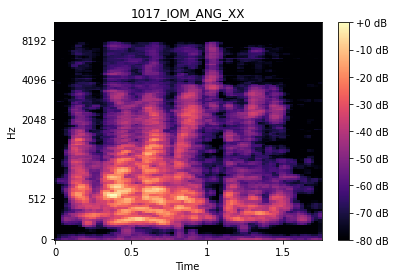 1017_IOM_ANG_XX
8192
4096
2048
1024
512
0
Hz
0
0.5
1
1.5
Time
+0 dB
-10 dB
-20 dB
-30 dB
-40 dB
-50 dB
-60 dB
-70 dB
-80 dB